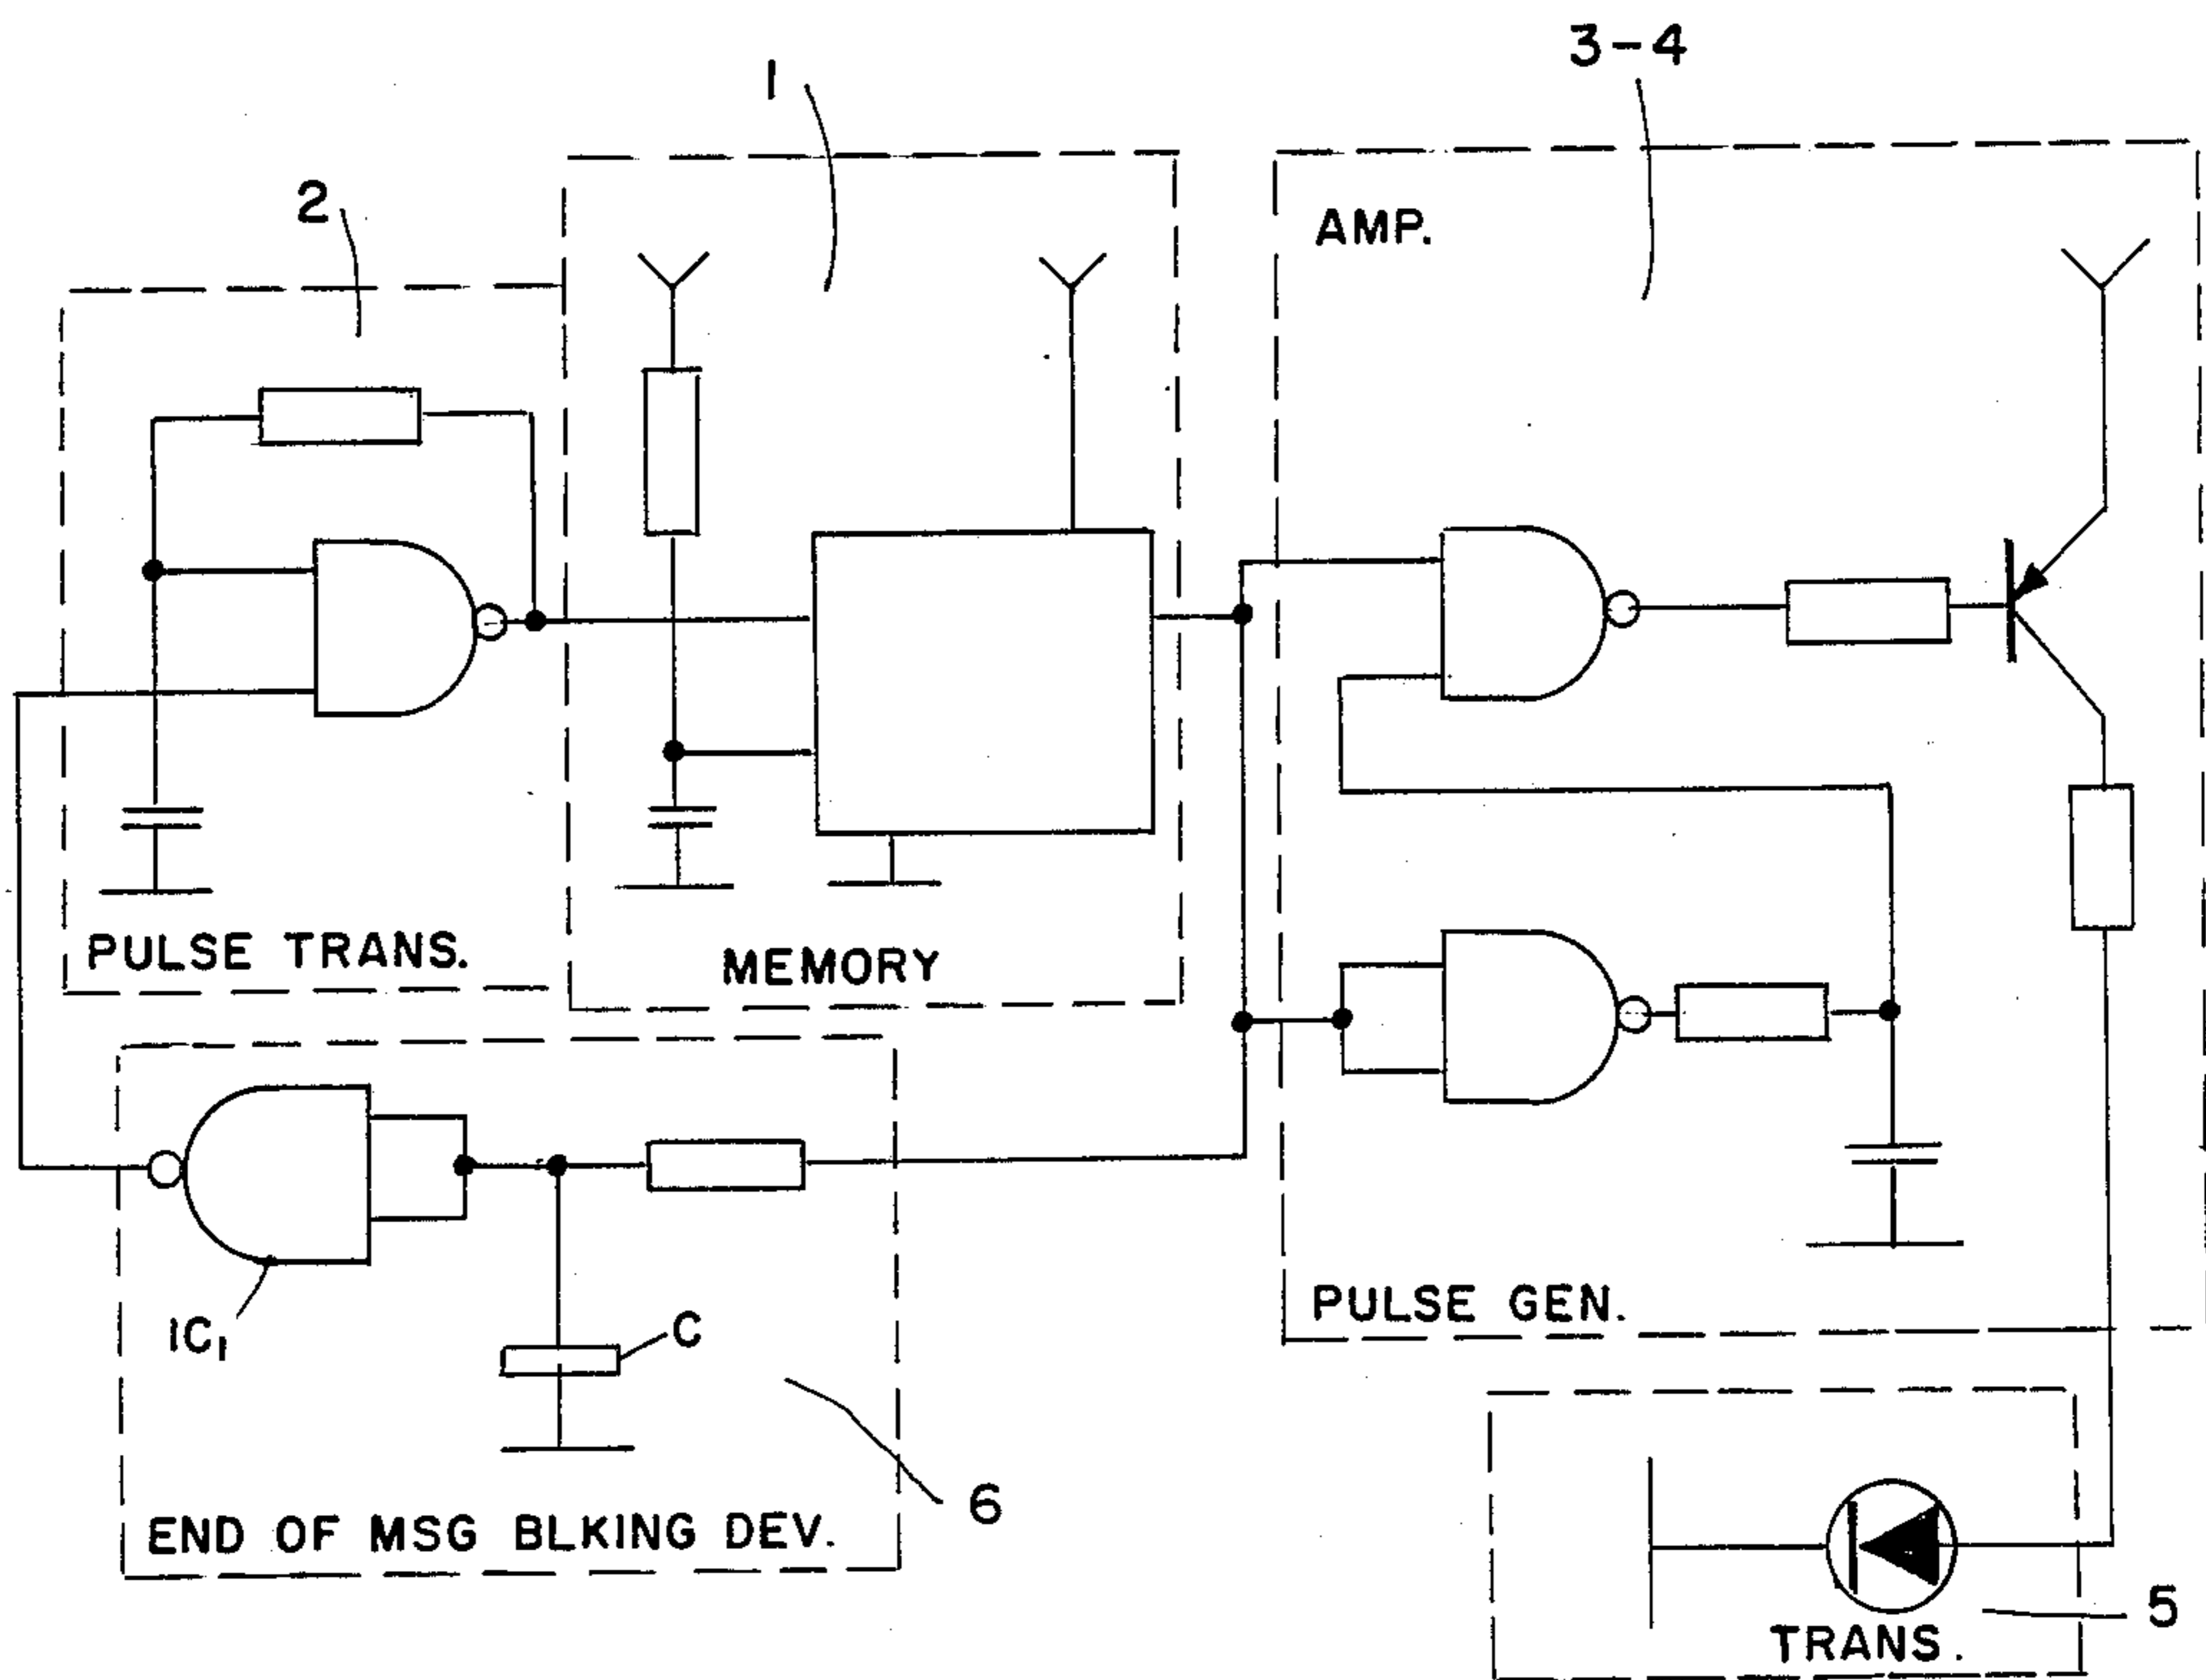 1
3-4
2
AMP.
PULSE TRANS.
MEMORY
IC₁
C
PULSE GEN.
6
END OF MSG BLKING DEV.
5
TRANS.